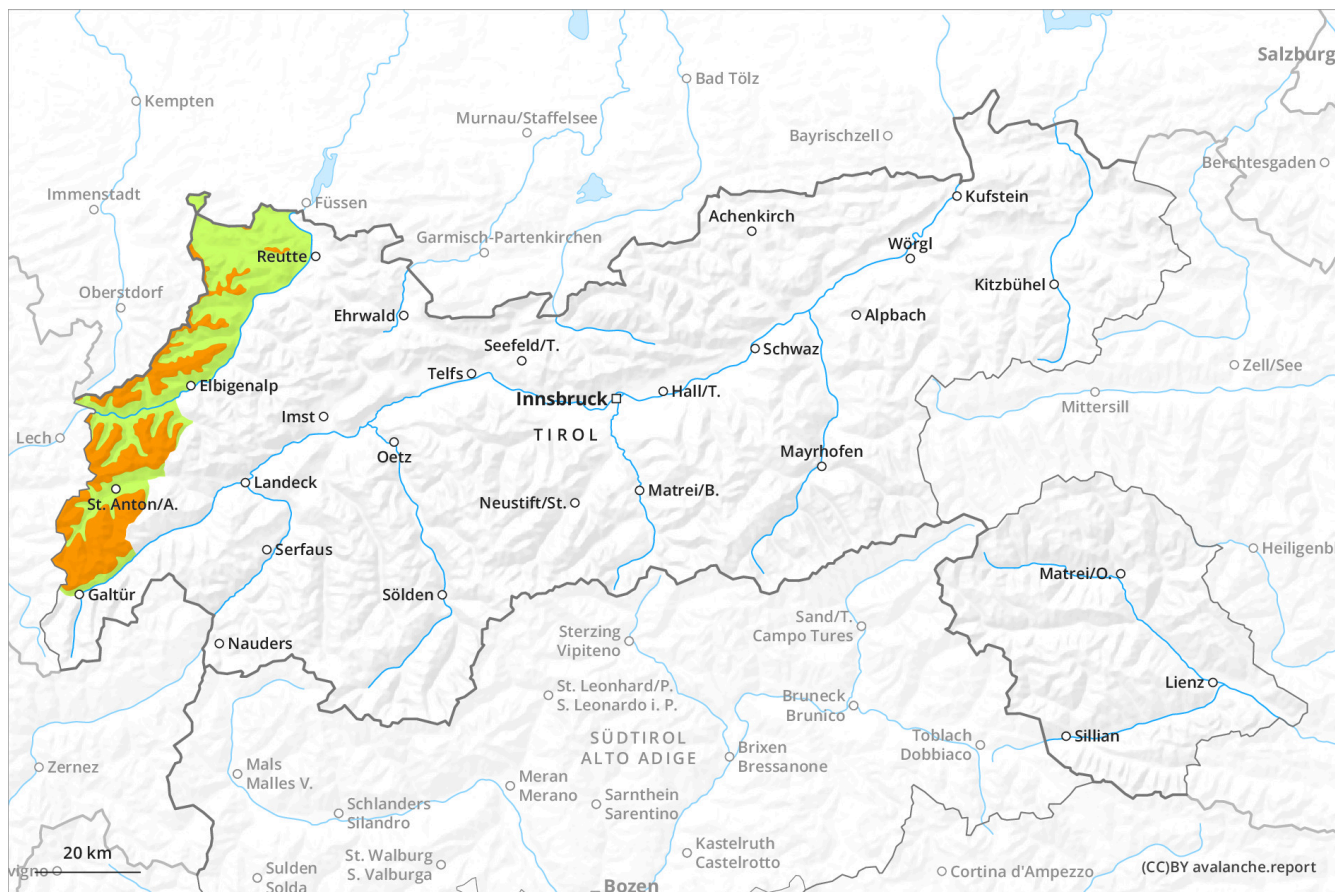 Salzburg
Bad Tölz
Kempten
Murnau/Staffelsee
Bayrischzell
Berchtesgaden
Immenstadt
Füssen
Kufstein
Achenkirch
Garmisch-Partenkirchen
Wörgl
Reutte
Kitzbühel
Oberstdorf
Ehrwald
Alpbach
Seefeld/T.
Schwaz
Zell/See
Telfs
Elbigenalp
Hall/T.
Innsbruck
Mittersill
Imst
Lech
TIROL
Oetz
Mayrhofen
Landeck
St. Anton/A.
Neustift/St.
Matrei/B.
Serfaus
Heiligenb
Matrei/O.
Galtür
Sölden
Sand/T.
Campo Tures
Nauders
Sterzing
Vipiteno
Lienz
St. Leonhard/P.
S. Leonardo i. P.
Bruneck
Brunico
Sillian
SÜDTIROL
ALTO ADIGE
Toblach
Dobbiaco
Brixen
Bressanone
Zernez
Mals
Malles V.
Meran
Merano
Sarnthein
Sarentino
Schlanders
Silandro
Kastelruth
Castelrotto
20 km
St. Walburg
S. Valburga
vigno
Sulden
Solda
Cortina d'Ampezzo
(CC)BY avalanche.report
Bozen